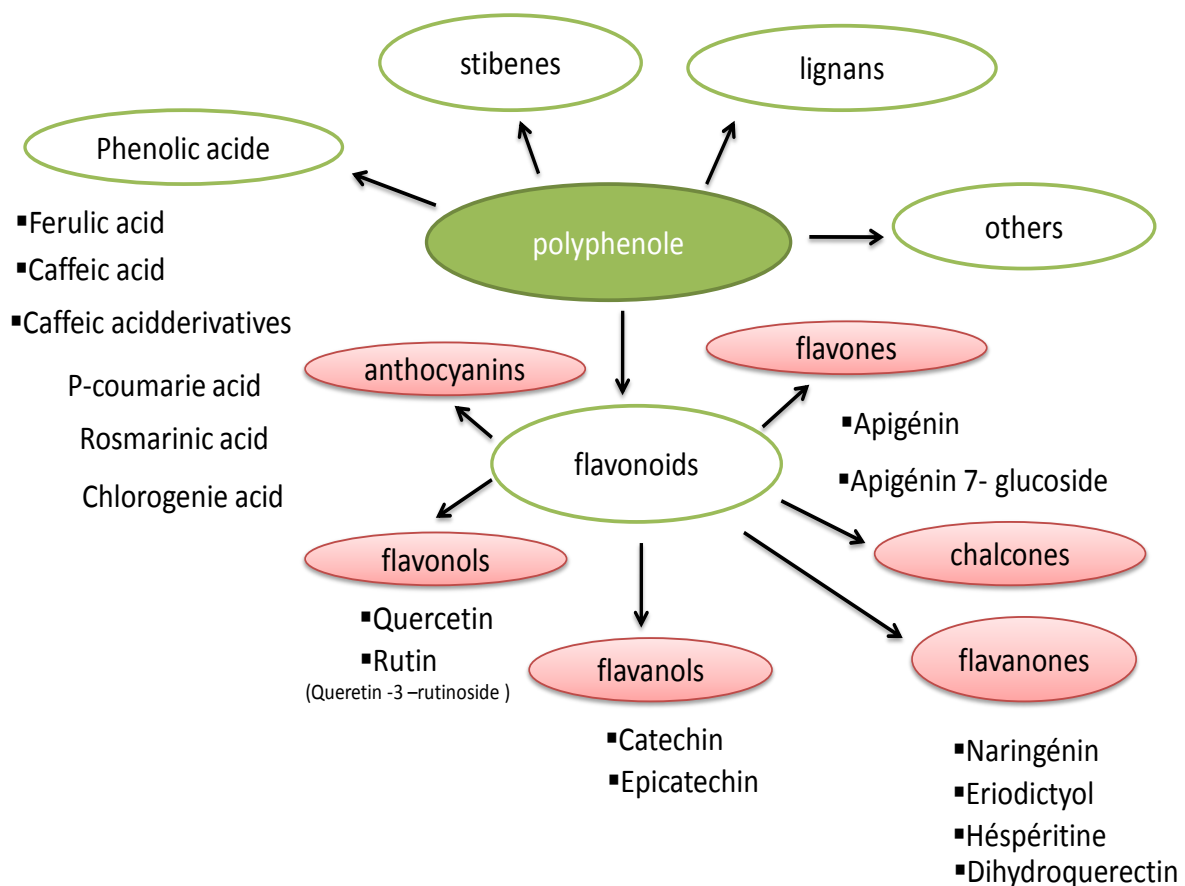 stibenes
lignans
Phenolic acide
polyphenole
others
▪Ferulic acid
▪Caffeic acid
▪Caffeic acidderivatives
P-coumarie acid
Rosmarinic acid
Chlorogenie acid
anthocyanins
flavones
▪Apigénin
▪Apigénin 7- glucoside
flavonoids
flavonols
▪Quercetin
▪Rutin
(Queretin -3 –rutinoside )
flavanols
▪Catechin
▪Epicatechin
chalcones
flavanones
▪Naringénin
▪Eriodictyol
▪Héspéritine
▪Dihydroquerectin